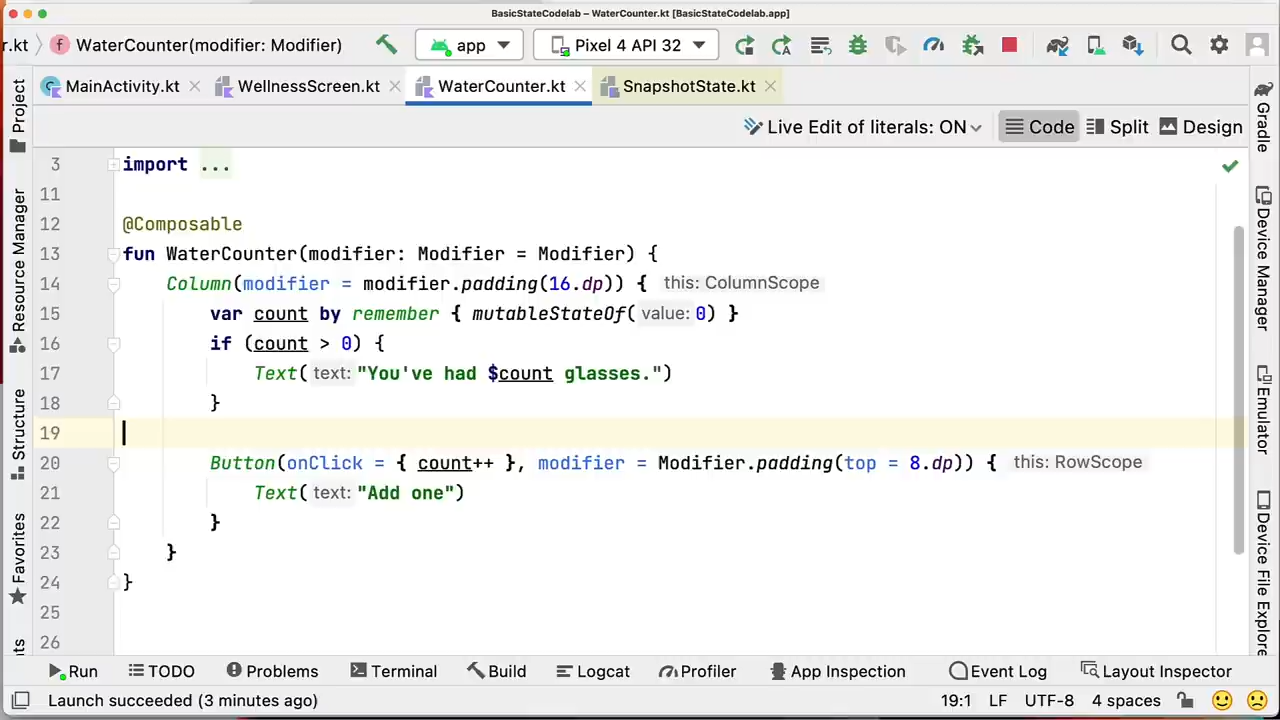 BasicStateCodelab – WaterCounter.kt [BasicStateCodelab.app]
r.kt WaterCounter(modifier: Modifier) app Pixel 4 API 32
MainActivity.kt WellnessScreen.kt WaterCounter.kt SnapshotState.kt
Live Edit of literals: ON Code Split Design
3 import ...
11
12 @Composable
13 fun WaterCounter(modifier: Modifier = Modifier) {
14 Column(modifier = modifier.padding(16.dp)) { this: ColumnScope
15 var count by remember { mutableStateOf( value: 0) }
16 if (count > 0) {
17 Text( text: "You've had $count glasses.")
18 }
19
20 Button(onClick = { count++ }, modifier = Modifier.padding(top = 8.dp)) { this: RowScope
21 Text( text: "Add one")
22 }
23 }
24 }
25
26
Project
Resource Manager
Structure
Favorites
nts
Gradle
Device Manager
Emulator
Device File Explore
Run TODO Problems Terminal Build Logcat Profiler App Inspection Event Log Layout Inspector
Launch succeeded (3 minutes ago) 19:1 LF UTF-8 4 spaces